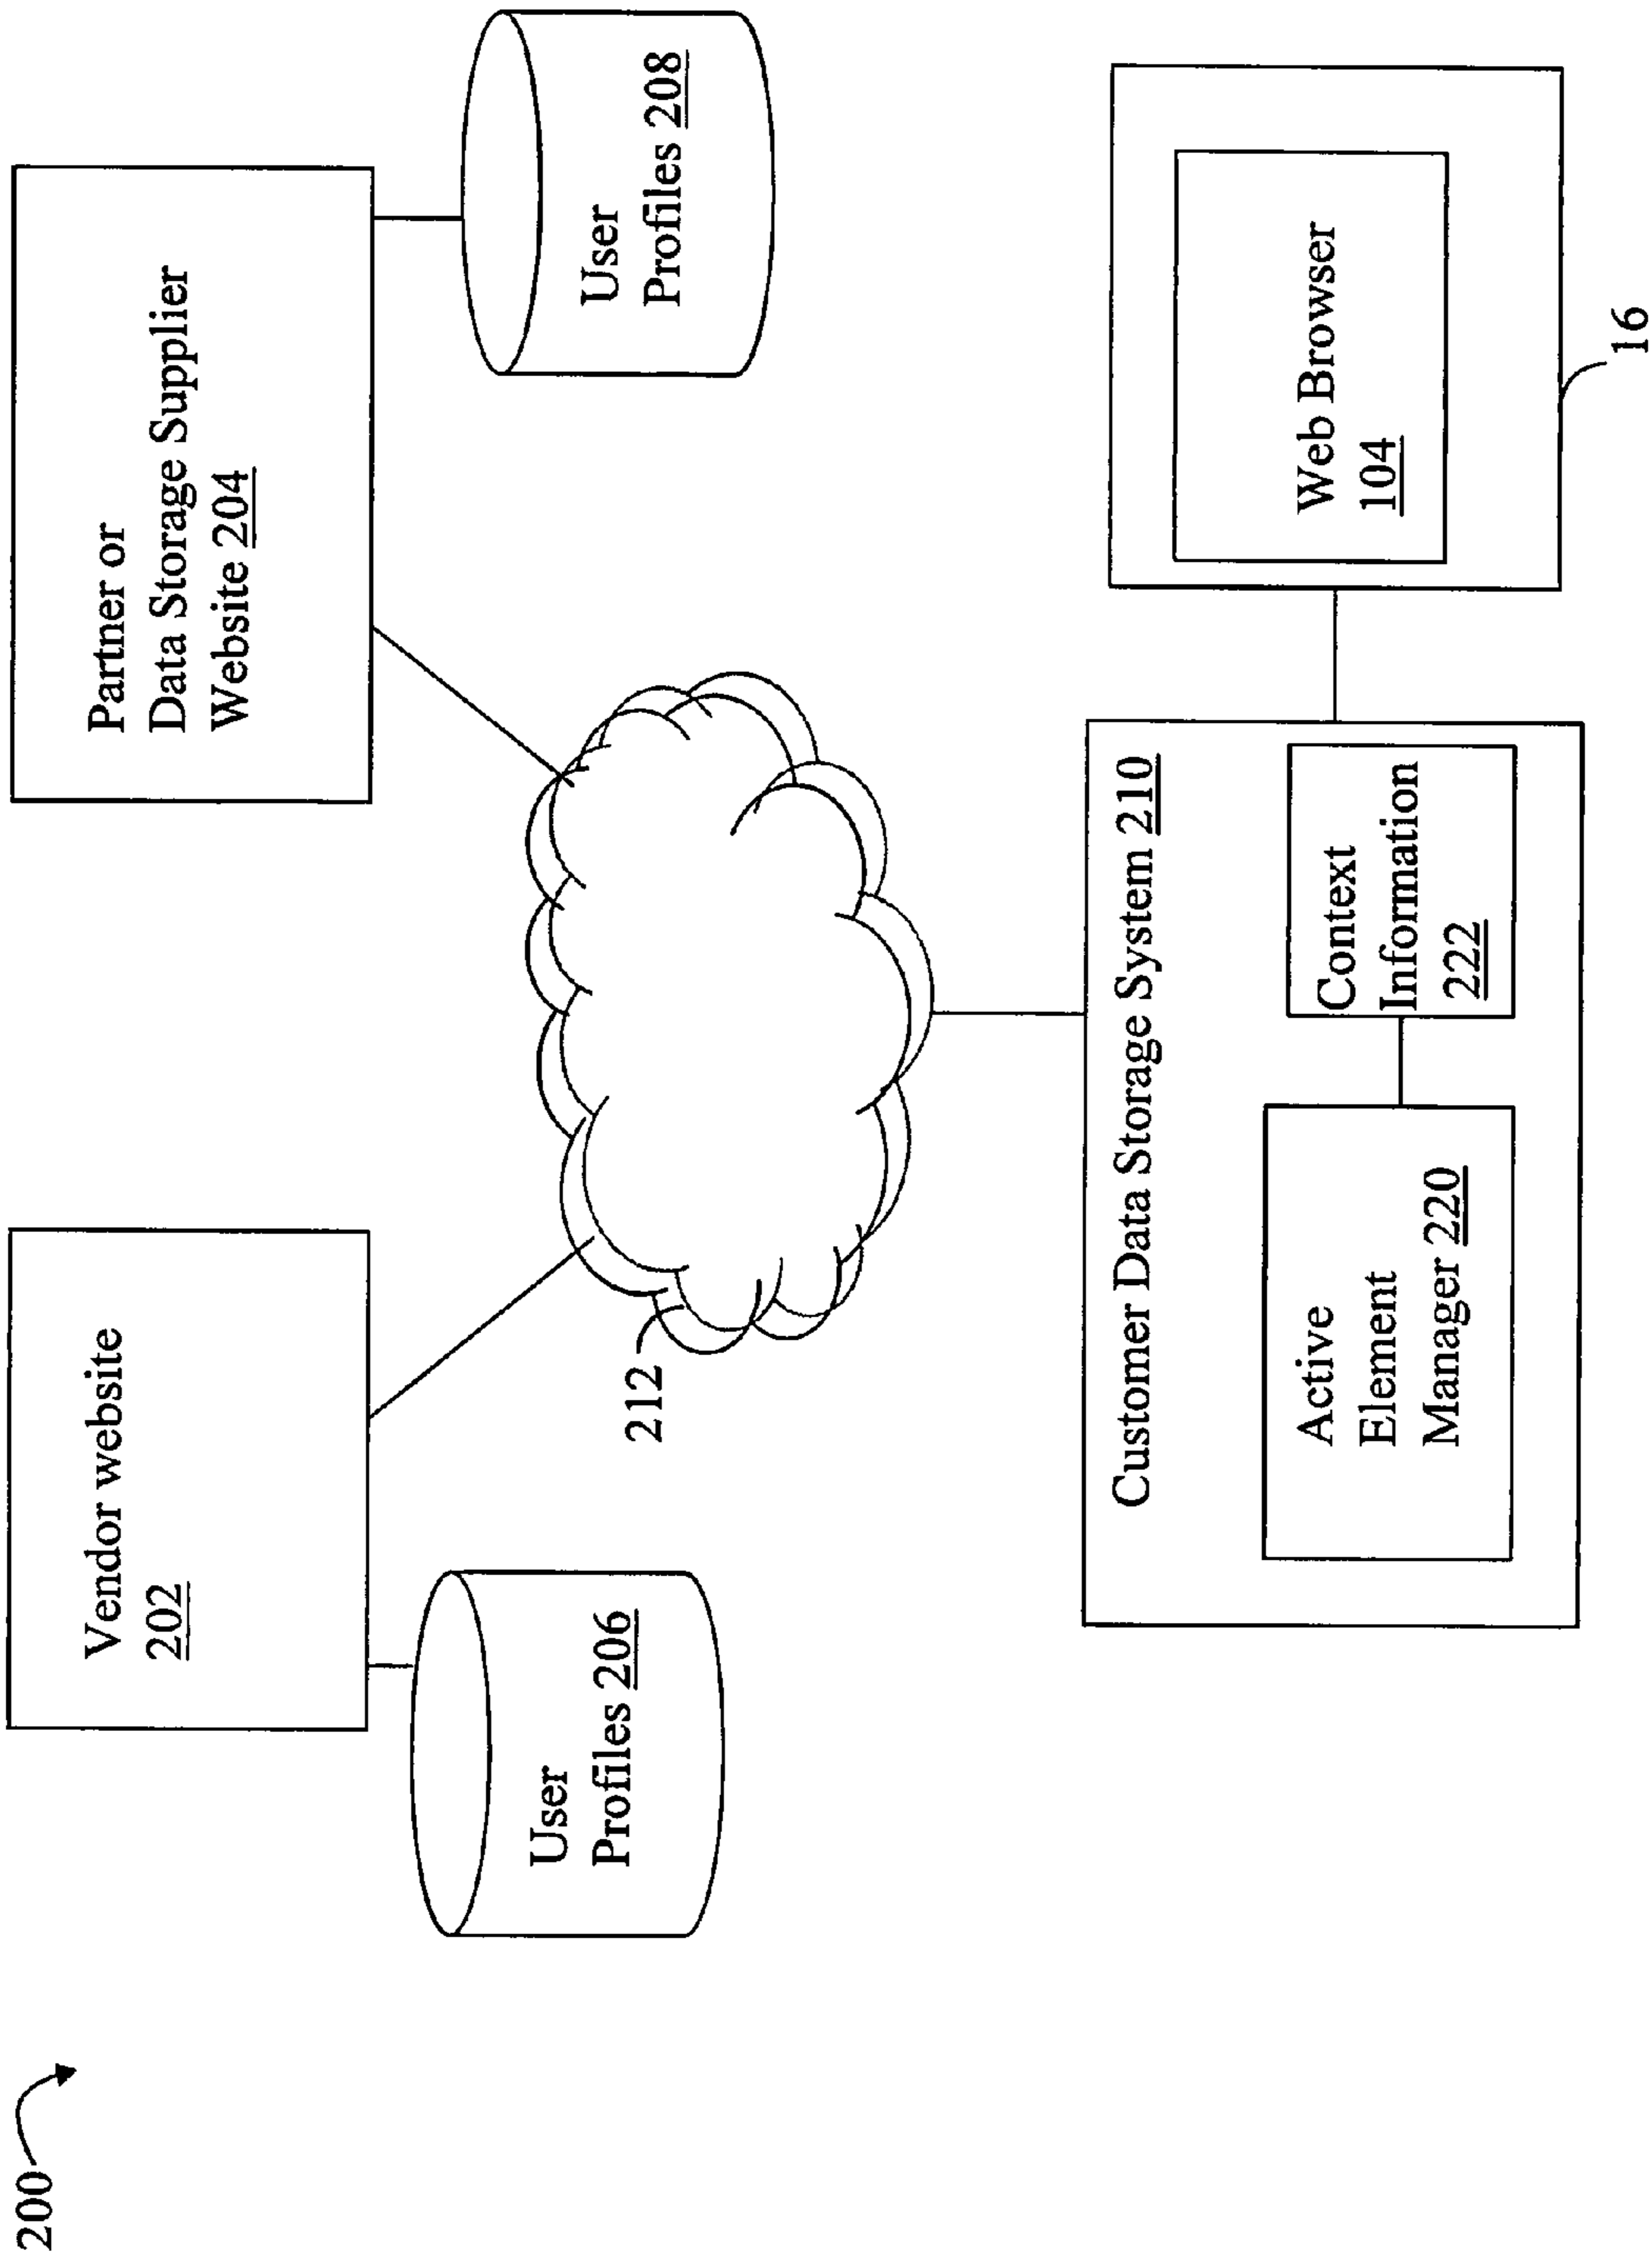 200
Vendor website
202
Partner or
Data Storage Supplier
Website 204
User
Profiles 206
User
Profiles 208
212
Customer Data Storage System 210
Active
Element
Manager 220
Context
Information
222
Web Browser
104
16